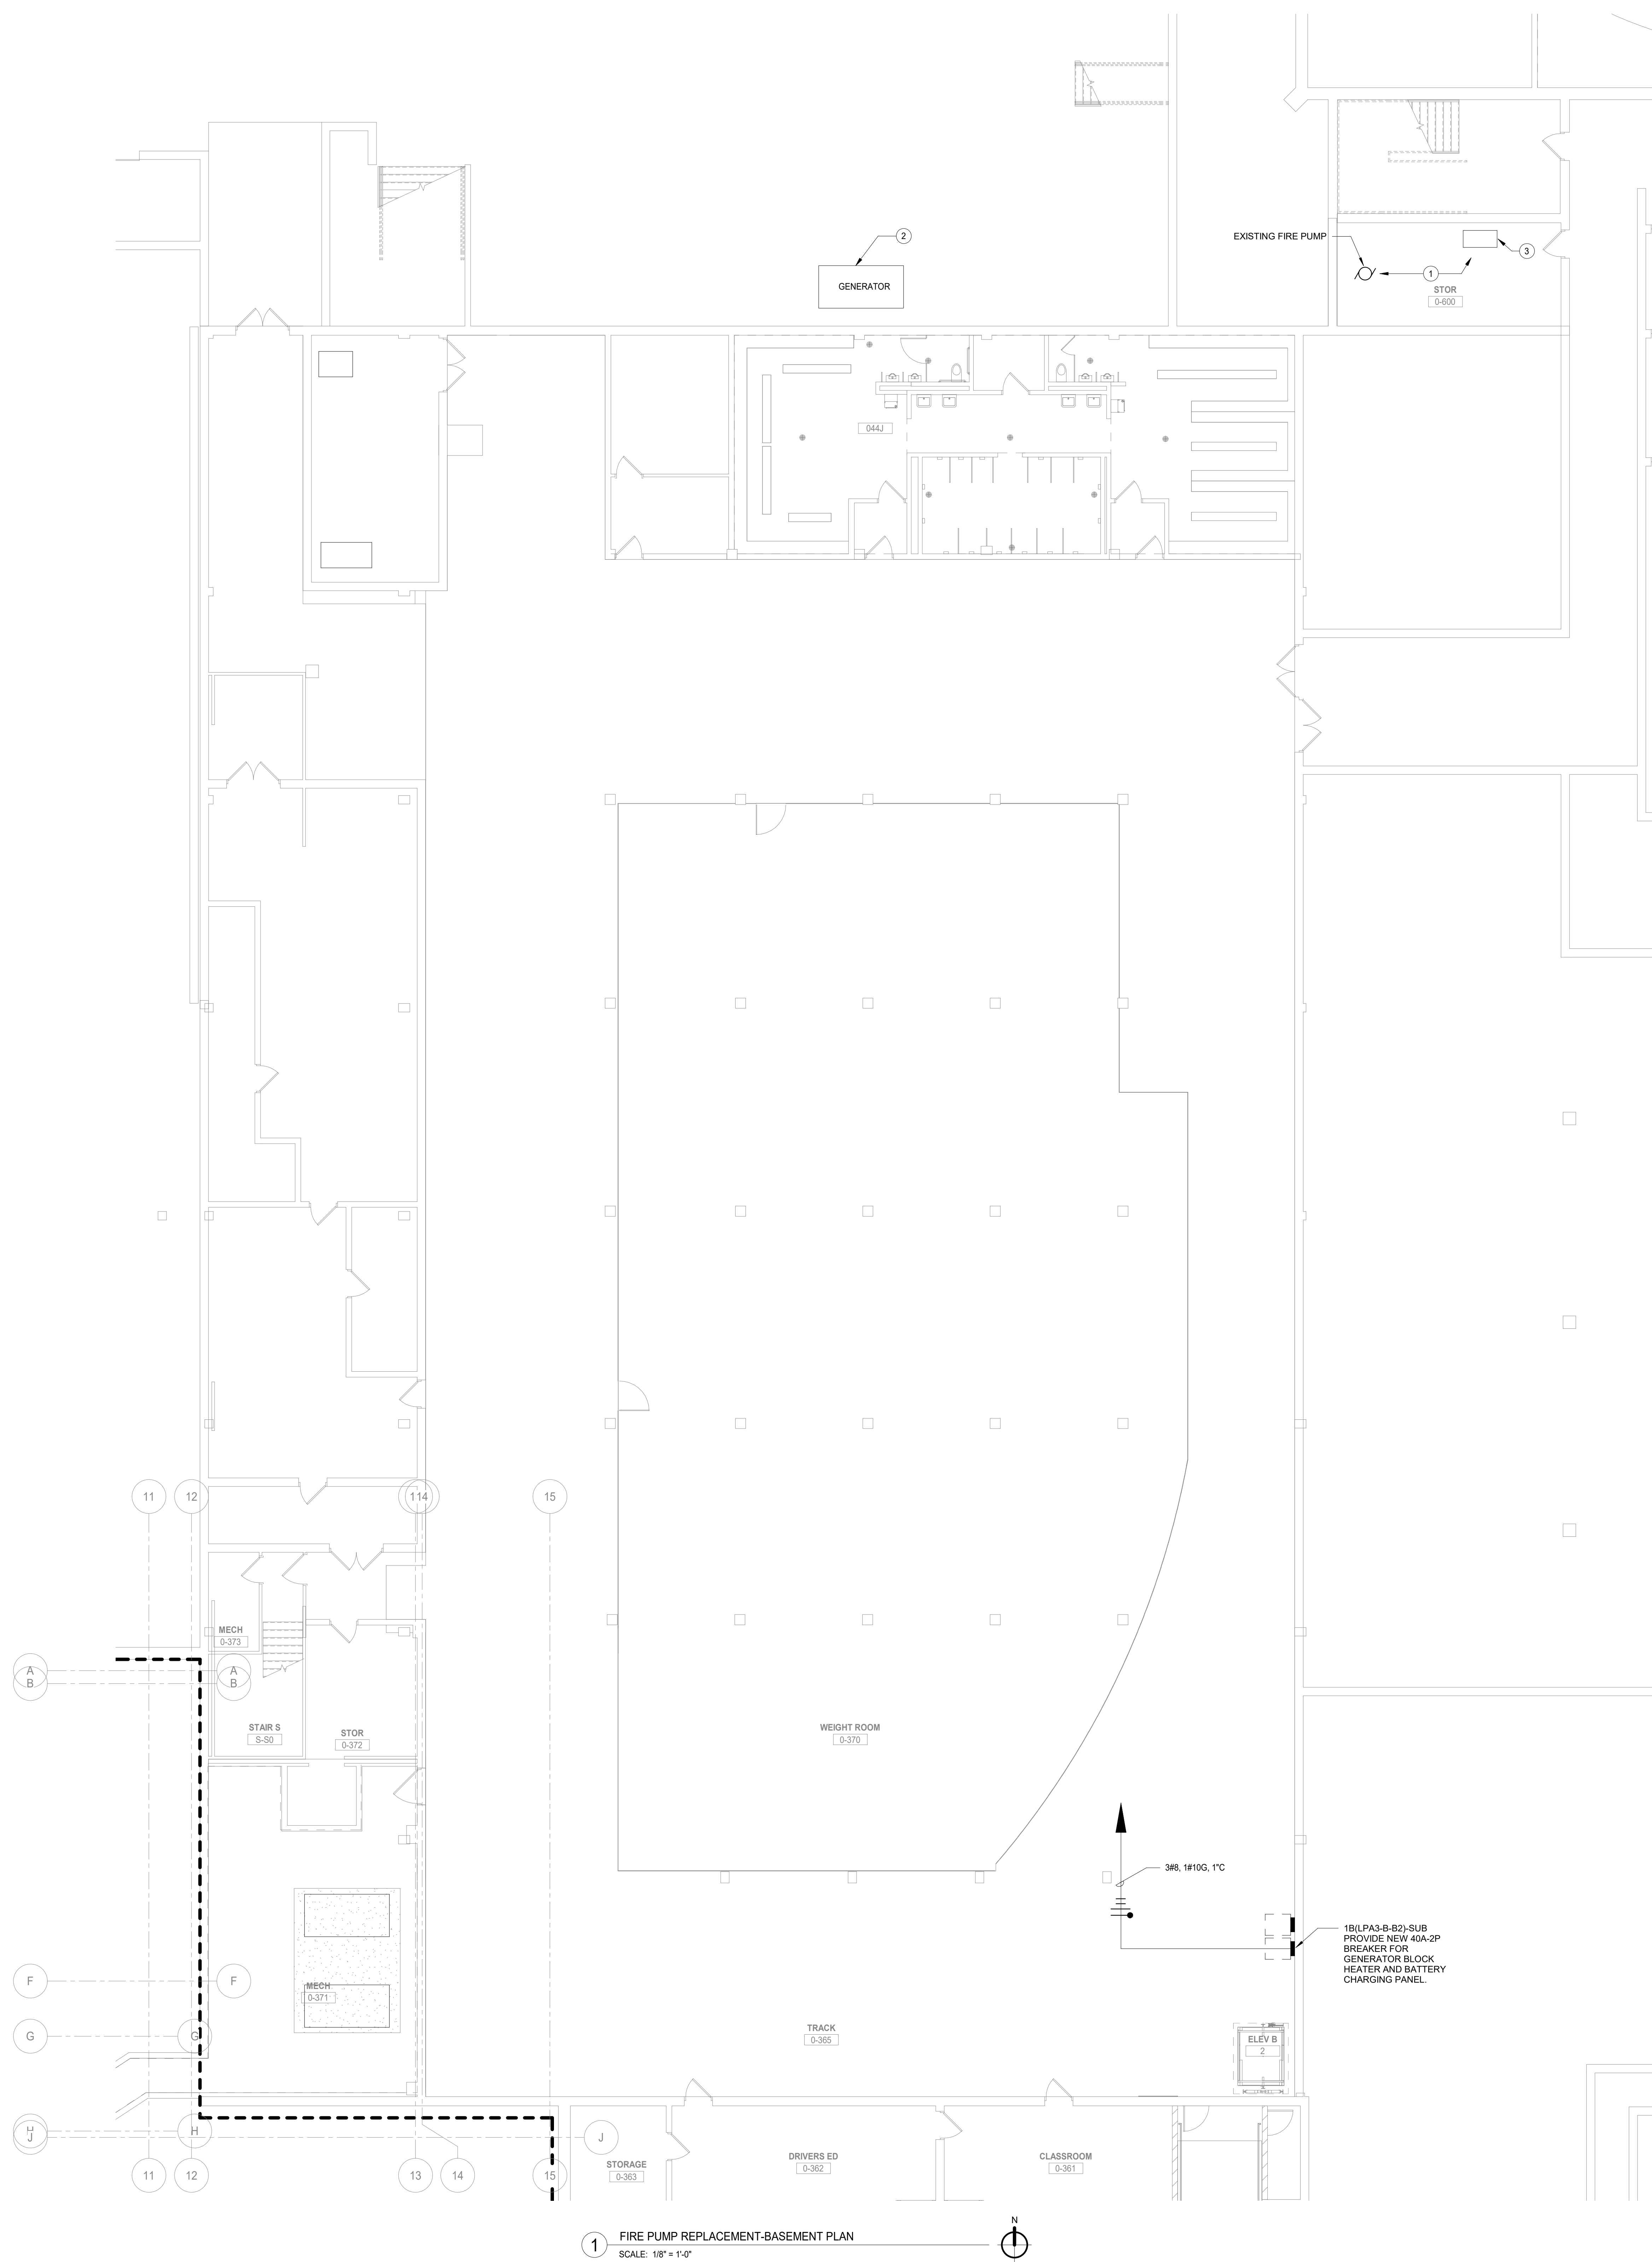 2
GENERATOR
EXISTING FIRE PUMP
1
3
STOR
0-600
044J
11
12
114
15
MECH
0-373
A
B
A
B
STAIR S
S-S0
STOR
0-372
WEIGHT ROOM
0-370
3#8, 1#10G, 1"C
1B(LPA3-B-B2)-SUB
PROVIDE NEW 40A-2P
BREAKER FOR
GENERATOR BLOCK
HEATER AND BATTERY
CHARGING PANEL.
F
F
MECH
0-371
G
G
TRACK
0-365
ELEV B
2
H
J
H
J
11
12
13
14
15
STORAGE
0-363
DRIVERS ED
0-362
CLASSROOM
0-361
1
FIRE PUMP REPLACEMENT-BASEMENT PLAN
SCALE: 1/8" = 1'-0"
N